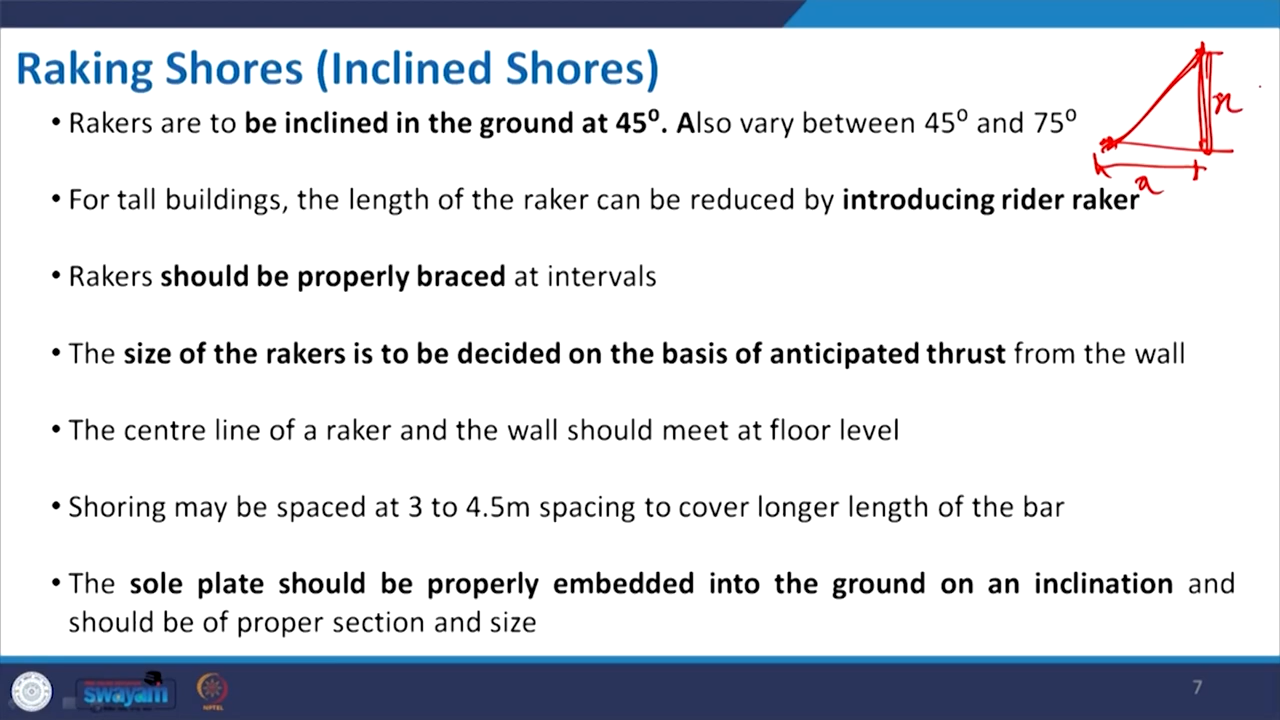 Raking Shores (Inclined Shores)
• Rakers are to be inclined in the ground at 45⁰. Also vary between 45⁰ and 75⁰
• For tall buildings, the length of the raker can be reduced by introducing rider raker
• Rakers should be properly braced at intervals
• The size of the rakers is to be decided on the basis of anticipated thrust from the wall
• The centre line of a raker and the wall should meet at floor level
• Shoring may be spaced at 3 to 4.5m spacing to cover longer length of the bar
• The sole plate should be properly embedded into the ground on an inclination and
should be of proper section and size
swayam
7